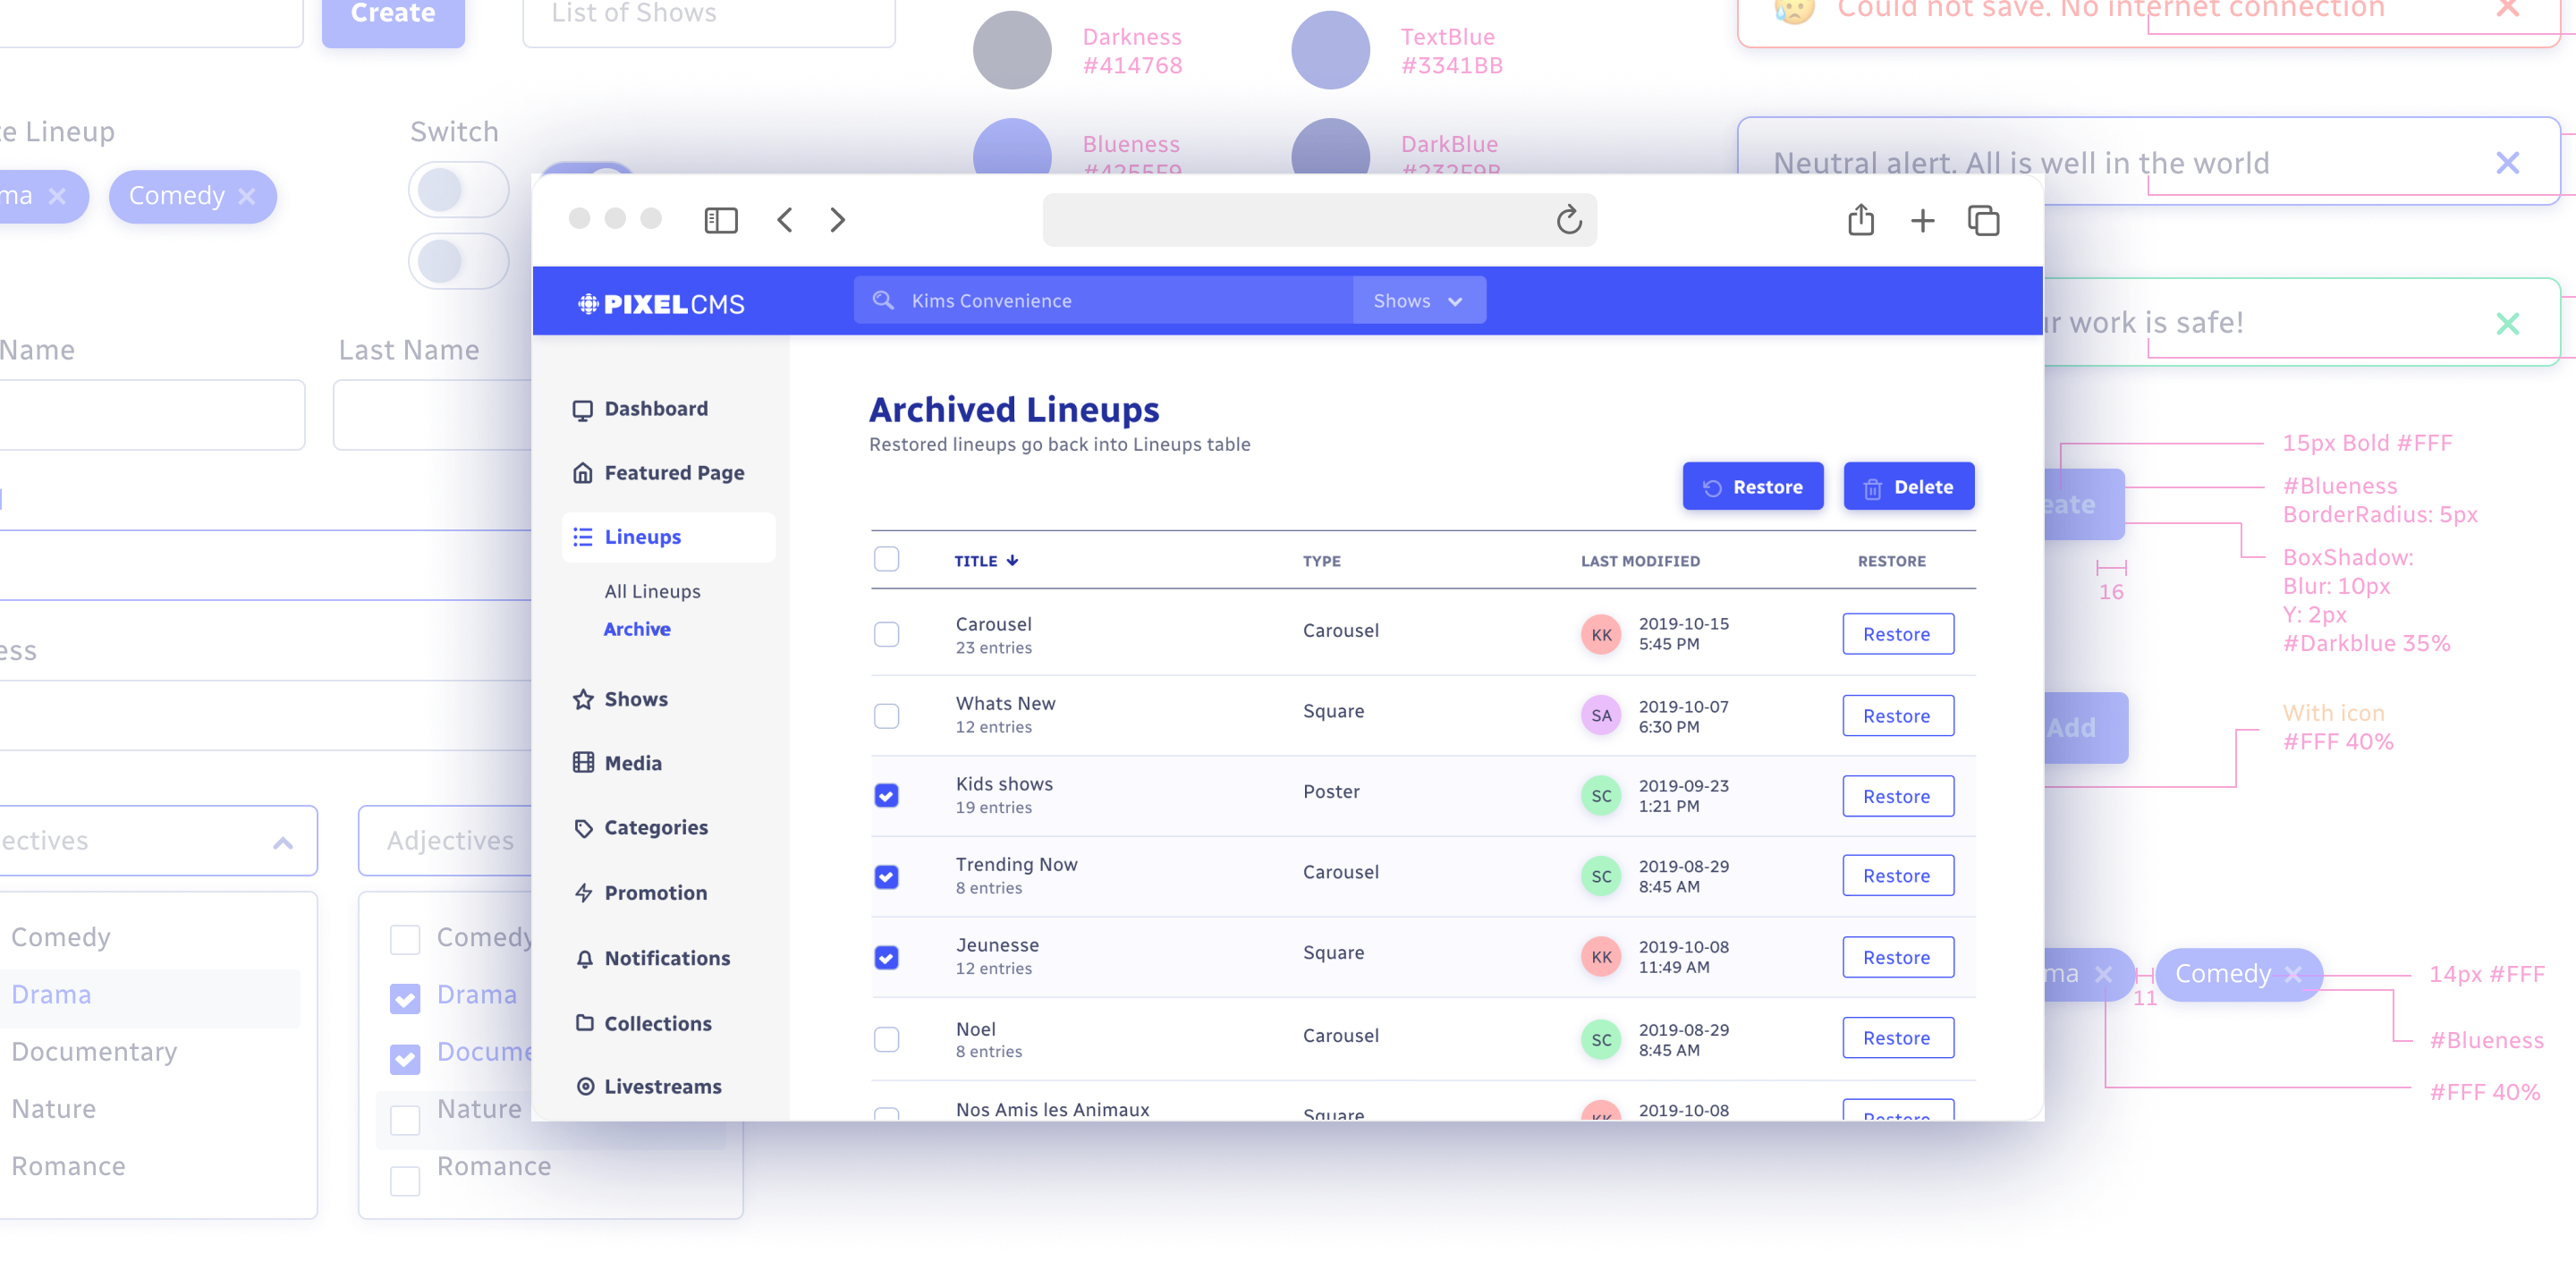 Create
List of Shows
Darkness
#414768
TextBlue
#3341BB
Could not save. No internet connection
Lineup
Switch
Comedy
Blueness
#4255F9
DarkBlue
#232F9B
Neutral alert. All is well in the world
Name
Last Name
work is safe!
PIXELCMS
Kims Convenience
Shows
Dashboard
Featured Page
Lineups
All Lineups
Archive
Shows
Media
Categories
Promotion
Notifications
Collections
Livestreams
Archived Lineups
Restored lineups go back into Lineups table
Restore
Delete
TITLE
TYPE
LAST MODIFIED
RESTORE
Carousel
23 entries
Carousel
KK
2019-10-15
5:45 PM
Restore
Whats New
12 entries
Square
SA
2019-10-07
6:30 PM
Restore
Kids shows
19 entries
Poster
SC
2019-09-23
1:21 PM
Restore
Trending Now
8 entries
Carousel
SC
2019-08-29
8:45 AM
Restore
Jeunesse
12 entries
Square
KK
2019-10-08
11:49 AM
Restore
Noel
8 entries
Carousel
SC
2019-08-29
8:45 AM
Restore
Nos Amis les Animaux
Square
KK
2019-10-08
Restore
15px Bold #FFF
#Blueness
BorderRadius: 5px
BoxShadow:
Blur: 10px
Y: 2px
#Darkblue 35%
16
With icon
#FFF 40%
Add
Adjectives
Comedy
Drama
Documentary
Nature
Romance
Comedy
Drama
Nature
Romance
11
Comedy
14px #FFF
#Blueness
#FFF 40%